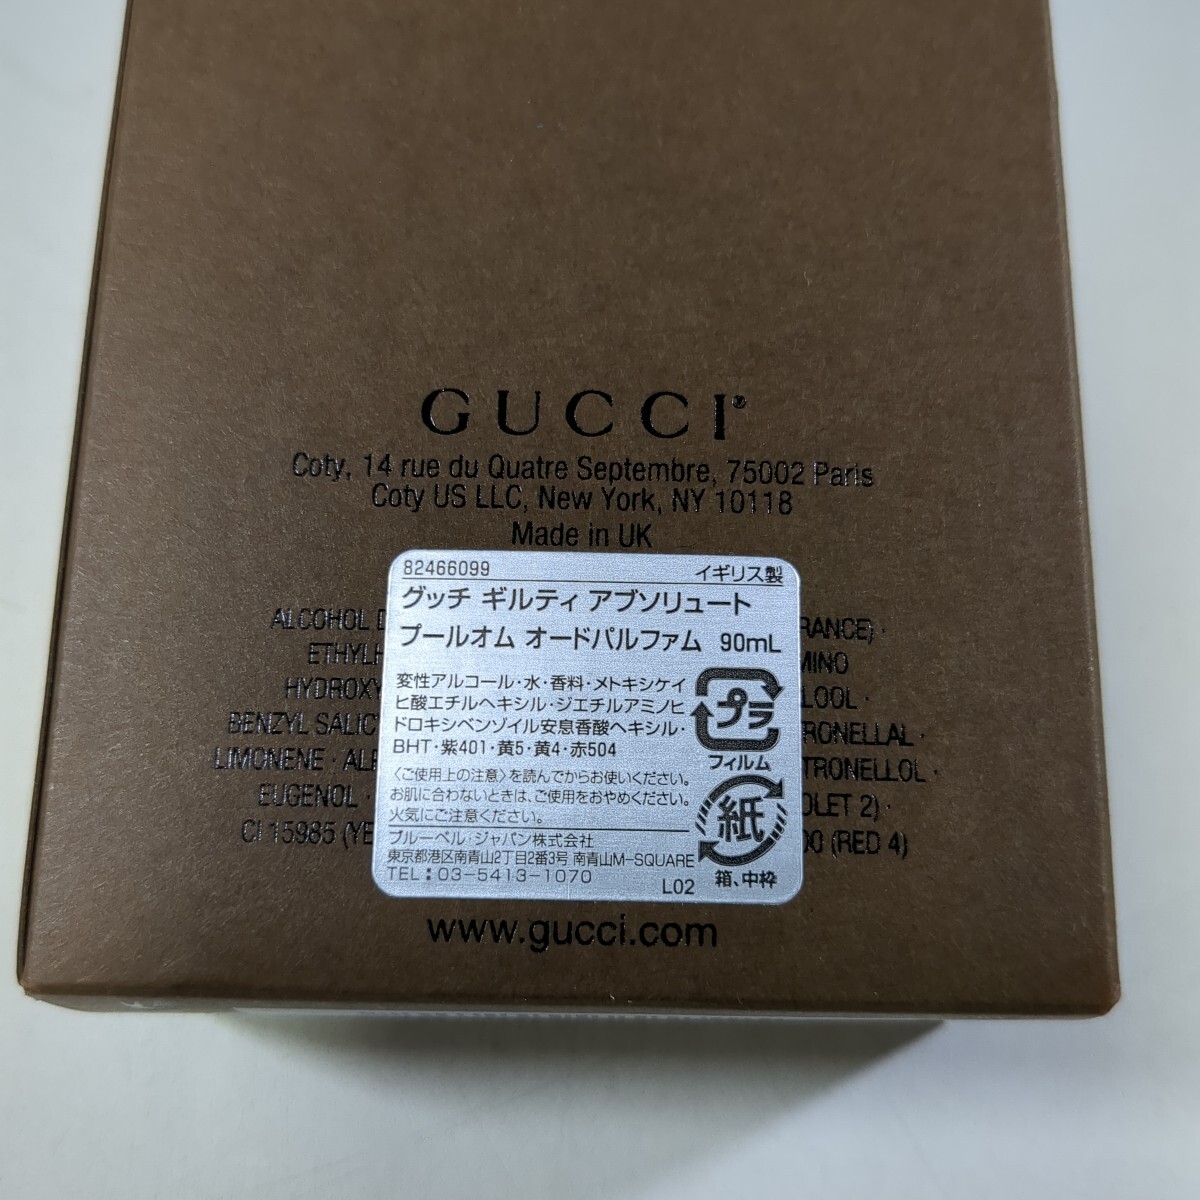 GUCCI®
Coty, 14 rue du Quatre Septembre, 75002 Paris
Coty US LLC, New York, NY 10118
Made in UK
82466099 イギリス製
グッチ ギルティ アブソリュート
プールオム オードパルファム 90mL
変性アルコール・水・香料・メトキシケイ
ヒ酸エチルヘキシル・ジエチルアミノヒ
ドロキシベンゾイル安息香酸ヘキシル・
BHT・紫401・黄5・黄4・赤504
プラ
フィルム
〈ご使用上の注意〉を読んでからお使いください。
お肌に合わないときは、ご使用をおやめください。
火気にご注意ください。
紙
箱、中枠
ブルーベル・ジャパン株式会社
東京都港区南青山2丁目2番3号 南青山M-SQUARE
TEL：03-5413-1070 L02
ALCOHOL
BENZYL
LIMONENE ·
EUGENOL ·
CI 15985 00 (RED 4)
www.gucci.com